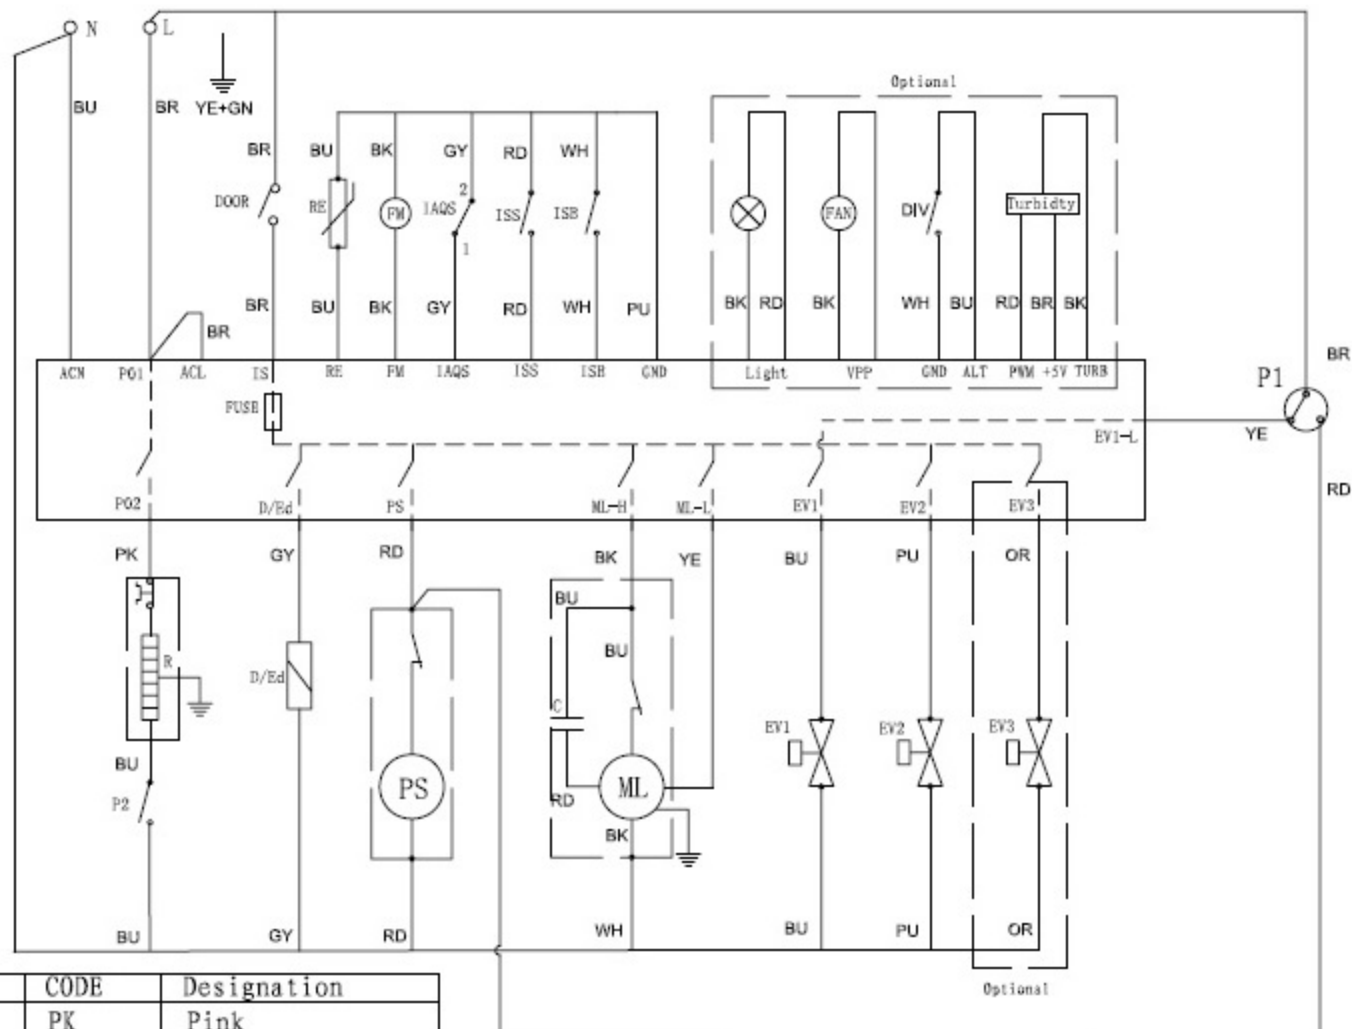 N L
Optional
BU BR YE+GN
BR BU BK GY RD WH
2
DOOR RE FM IAQS ISS ISB FAN DIV Turbidty
1
BR BU BK GY RD WH PU BK RD BK WH BU RD BR BK
BR
BR
ACN PO1 ACL IS RE FM IAQS ISS ISB GND Light VPP GND ALT PWM +5V TURB
P1
FUSE
EV1-L YE
RD
PO2 D/Ed PS ML-H ML-L EV1 EV2 EV3
PK GY RD BK YE BU PU OR
BU
BU
R
D/Ed
C
EV1 EV2 EV3
BU
PS ML
P2 RD
BK
BU GY RD WH BU PU OR
CODE Designation
Optional
PK Pink